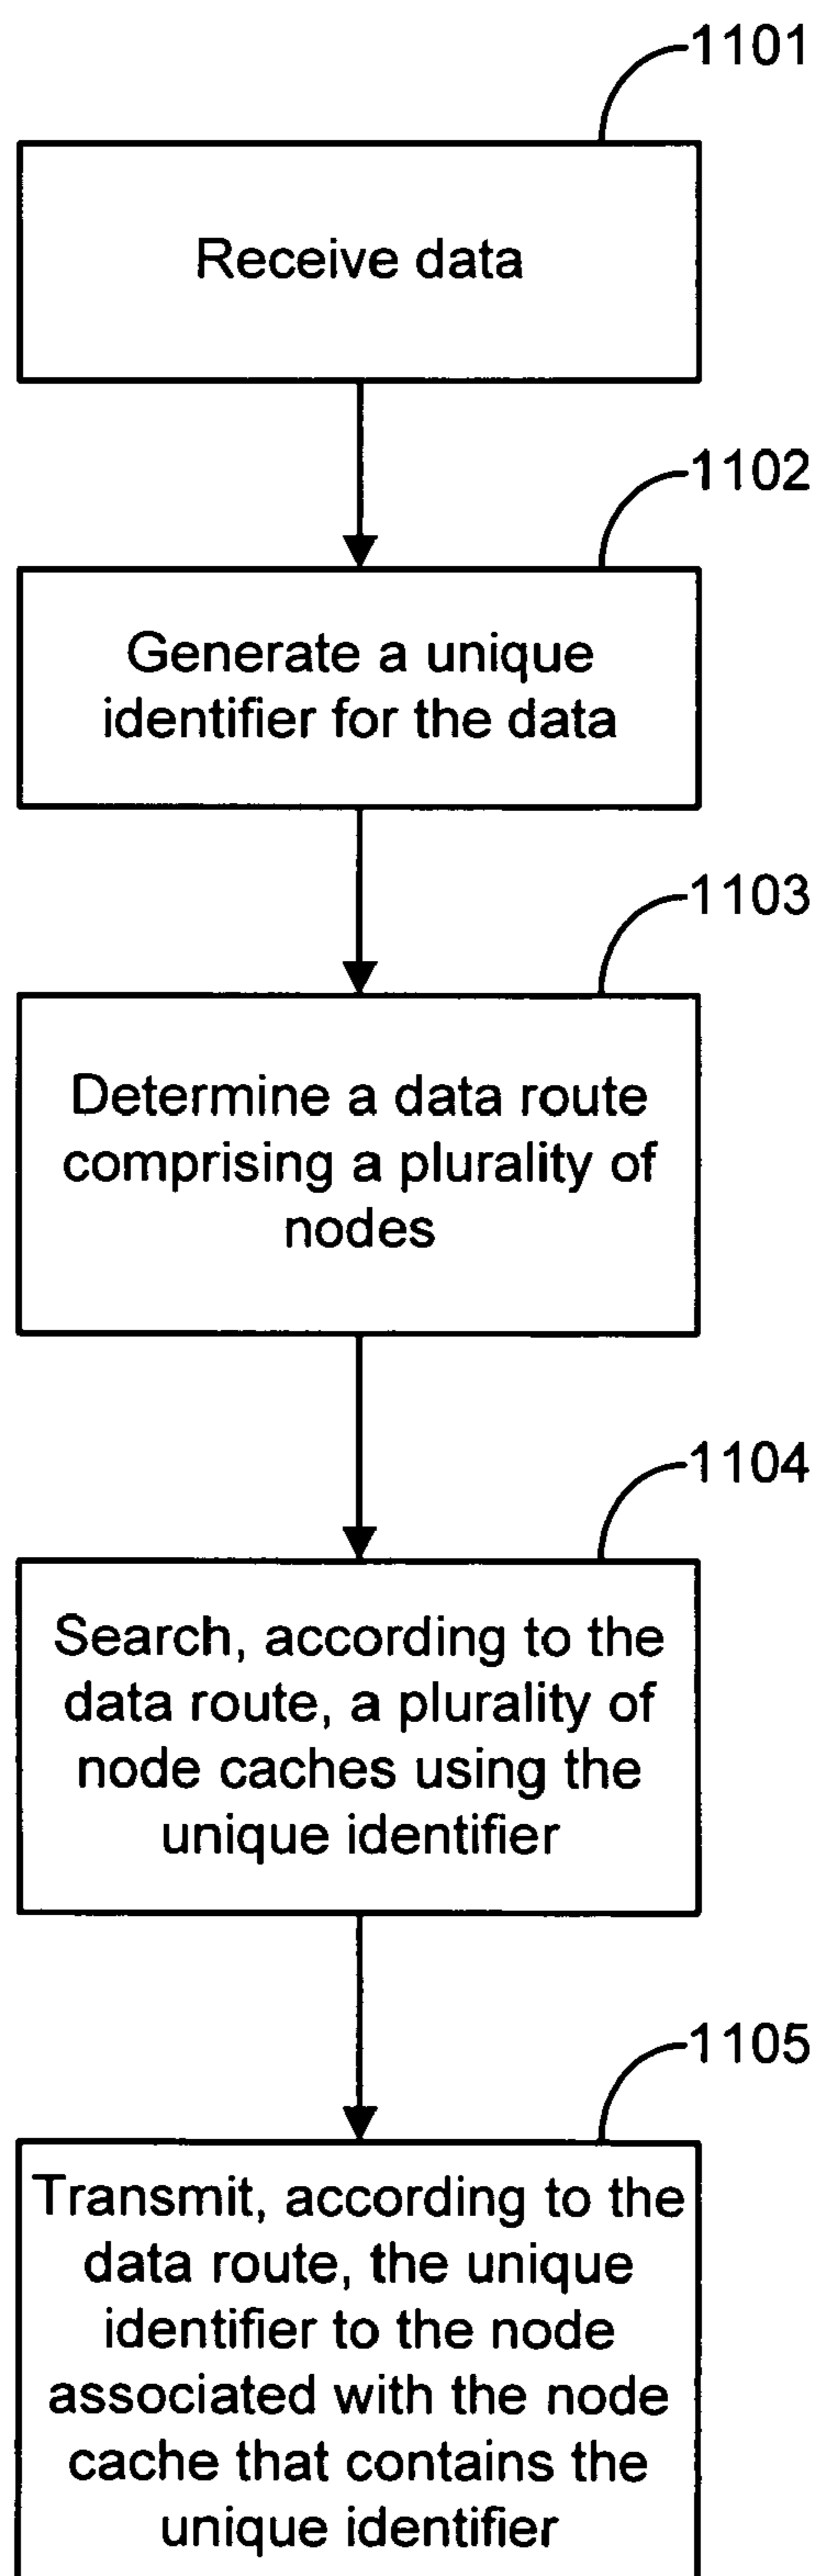 1101
Receive data
1102
Generate a unique
identifier for the data
1103
Determine a data route
comprising a plurality of
nodes
1104
Search, according to the
data route, a plurality of
node caches using the
unique identifier
1105
Transmit, according to the
data route, the unique
identifier to the node
associated with the node
cache that contains the
unique identifier